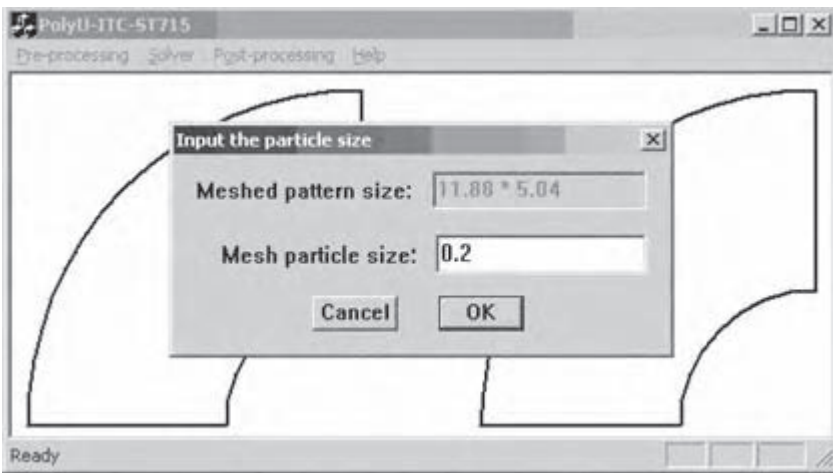 PolyU-ITC-ST715
Pre-processing Solver Post-processing Help
Input the particle size
Meshed pattern size: 11.88 * 5.04
Mesh particle size: 0.2
Cancel OK
Ready